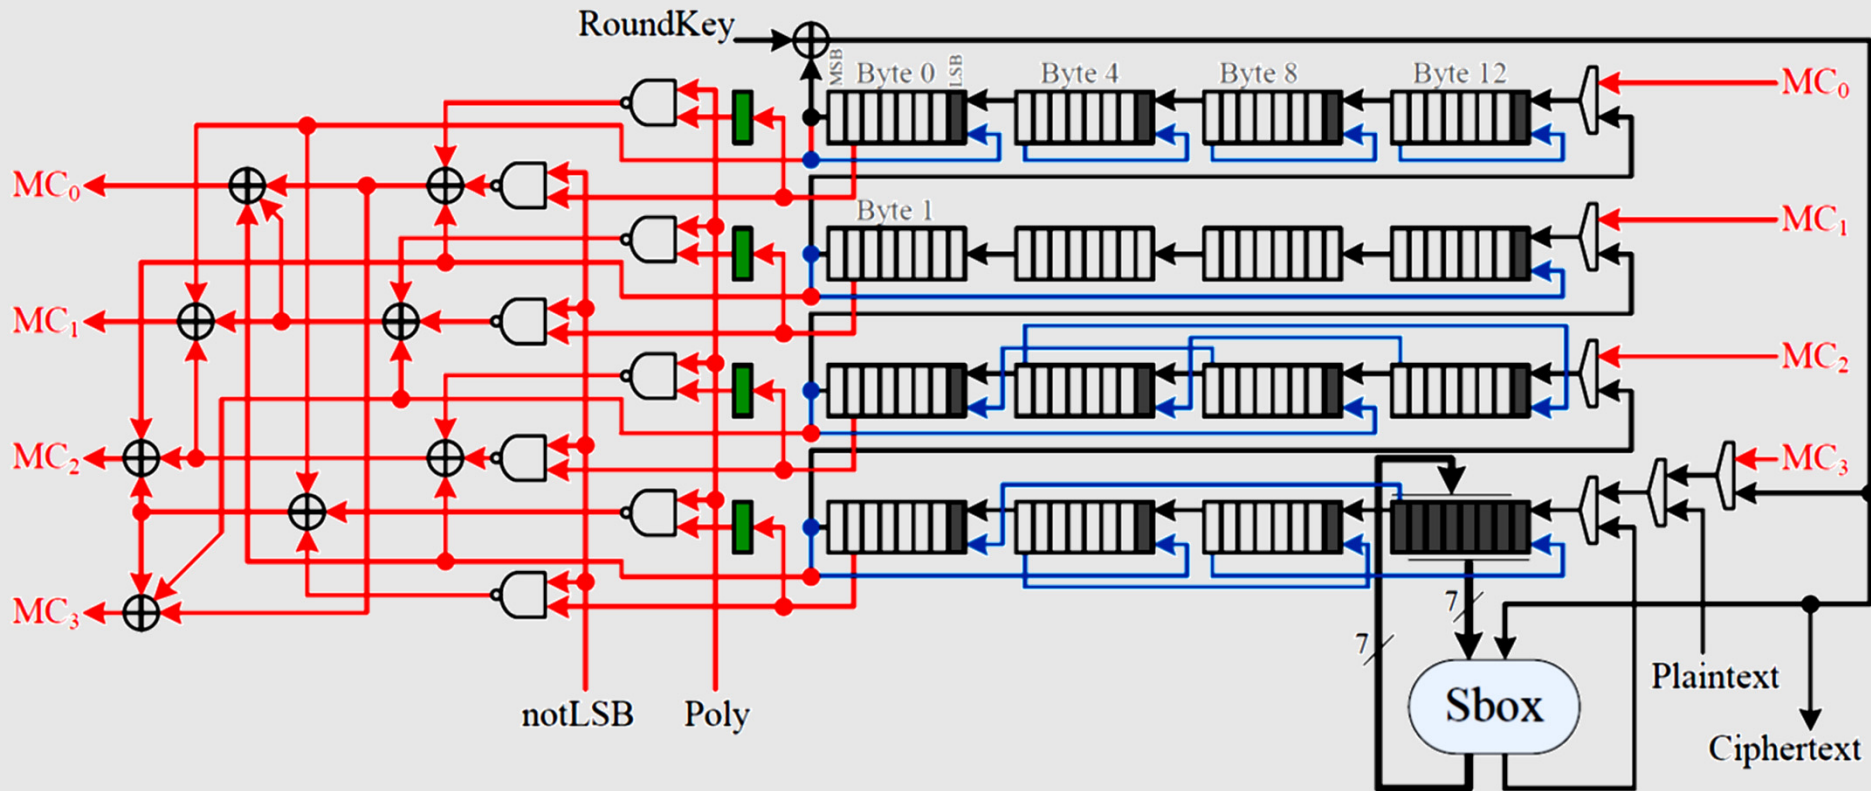 RoundKey
MSB
Byte 0
LSB
Byte 4
Byte 8
Byte 12
MC₀
MC₀
Byte 1
MC₁
MC₁
MC₂
MC₂
MC₃
MC₃
7
7
Plaintext
notLSB
Poly
Sbox
Ciphertext